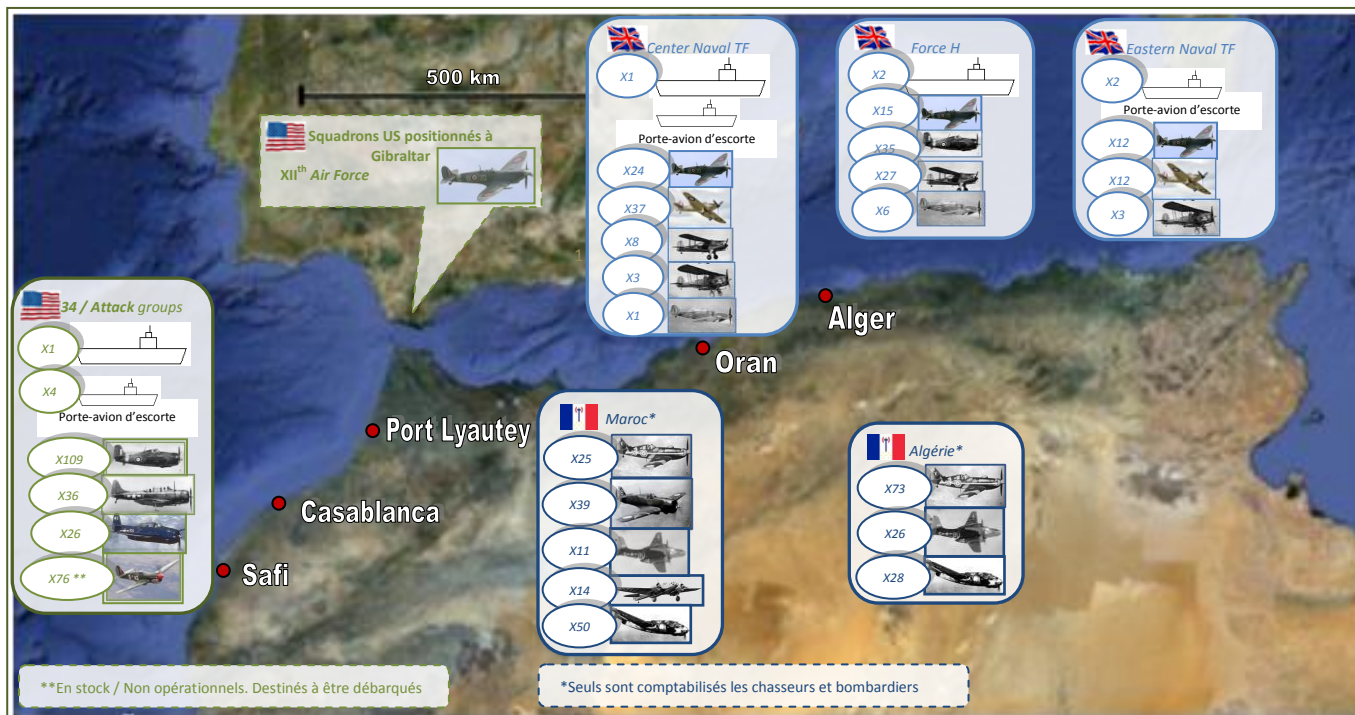 Center Naval TF
X1
Porte-avion d'escorte
X24
X37
X8
X3
X1
Force H
X2
X15
X35
X27
X6
Eastern Naval TF
X2
Porte-avion d'escorte
X12
X12
X3
500 km
Squadrons US positionnés à
Gibraltar
XIIth Air Force
1
34 / Attack groups
X1
X4
Porte-avion d'escorte
X109
X36
X26
X76 **
Alger
Oran
Port Lyautey
Casablanca
Safi
Maroc*
X25
X39
X11
X14
X50
Algérie*
X73
X26
X28
**En stock / Non opérationnels. Destinés à être débarqués
*Seuls sont comptabilisés les chasseurs et bombardiers